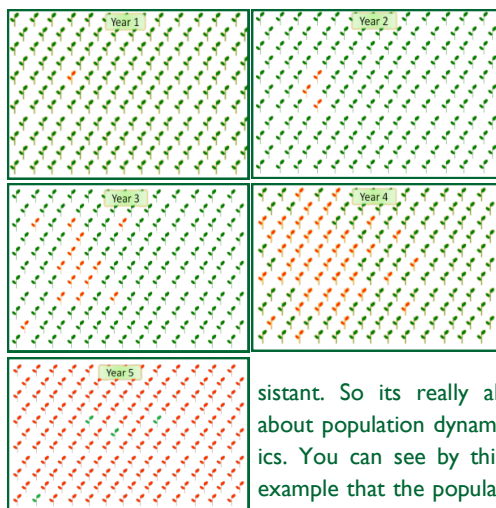 Year 1
Year 2
Year 3
Year 4
Year 5
sistant. So its really al
about population dynam
ics. You can see by thi
example that the popula